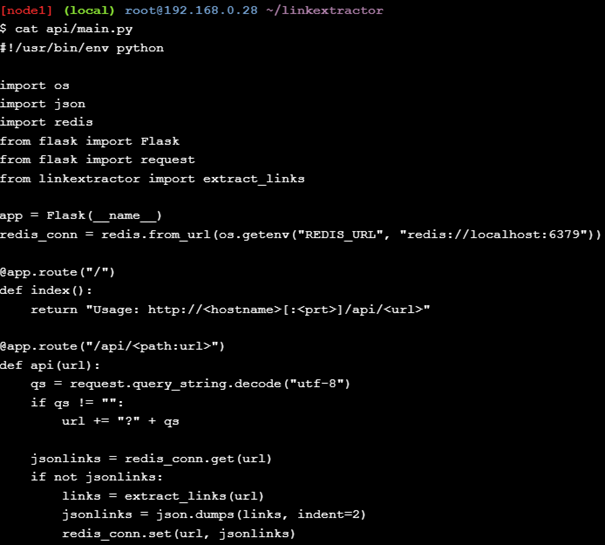 [node1] (local) root@192.168.0.28 ~/linkextractor
$ cat api/main.py
#!/usr/bin/env python

import os
import json
import redis
from flask import Flask
from flask import request
from linkextractor import extract_links

app = Flask(__name__)
redis_conn = redis.from_url(os.getenv("REDIS_URL", "redis://localhost:6379"))

@app.route("/")
def index():
    return "Usage: http://<hostname>[:<prt>]/api/<url>"

@app.route("/api/<path:url>")
def api(url):
    qs = request.query_string.decode("utf-8")
    if qs != "":
        url += "?" + qs

    jsonlinks = redis_conn.get(url)
    if not jsonlinks:
        links = extract_links(url)
        jsonlinks = json.dumps(links, indent=2)
        redis_conn.set(url, jsonlinks)